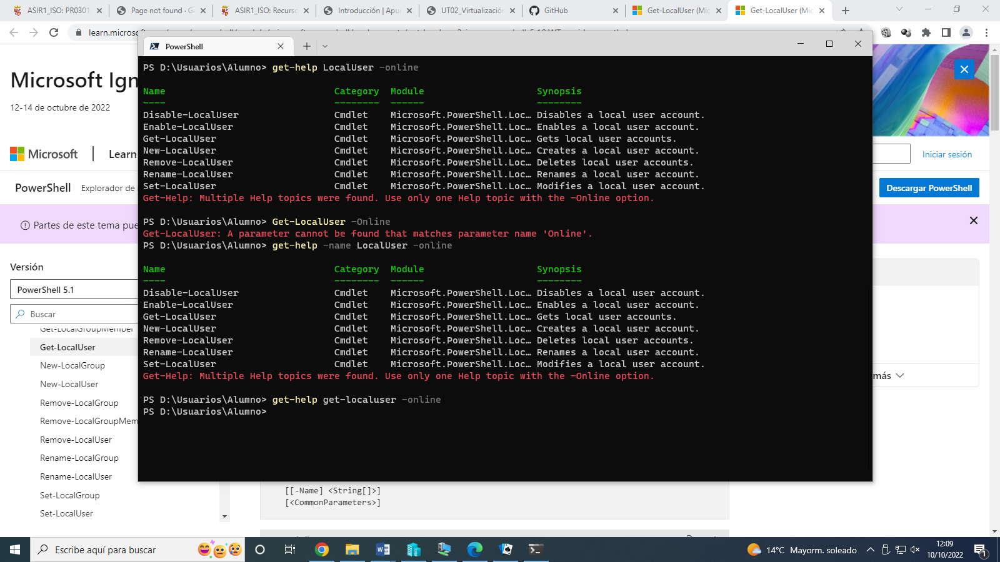 ASIR1_ISO: PR0301
Page not found · G
ASIR1_ISO: Recurso
Introducción | Apu
UT02_Virtualización
GitHub
Get-LocalUser (Mic
Get-LocalUser (Mic
learn.microsoft
PowerShell
Microsoft Ign
12-14 de octubre de 2022
Microsoft
Learn
Iniciar sesión
PowerShell
Explorador de
Descargar PowerShell
Partes de este tema pue
Versión
PowerShell 5.1
Buscar
Get-LocalGroupMember
Get-LocalUser
New-LocalGroup
New-LocalUser
Remove-LocalGroup
Remove-LocalGroupMem
Remove-LocalUser
Rename-LocalGroup
Rename-LocalUser
Set-LocalGroup
Set-LocalUser
más
PS D:\Usuarios\Alumno> get-help LocalUser -online
Name Category Module Synopsis
---- -------- ------ --------
Disable-LocalUser Cmdlet Microsoft.PowerShell.Loc… Disables a local user account.
Enable-LocalUser Cmdlet Microsoft.PowerShell.Loc… Enables a local user account.
Get-LocalUser Cmdlet Microsoft.PowerShell.Loc… Gets local user accounts.
New-LocalUser Cmdlet Microsoft.PowerShell.Loc… Creates a local user account.
Remove-LocalUser Cmdlet Microsoft.PowerShell.Loc… Deletes local user accounts.
Rename-LocalUser Cmdlet Microsoft.PowerShell.Loc… Renames a local user account.
Set-LocalUser Cmdlet Microsoft.PowerShell.Loc… Modifies a local user account.
Get-Help: Multiple Help topics were found. Use only one Help topic with the -Online option.
PS D:\Usuarios\Alumno> Get-LocalUser -Online
Get-LocalUser: A parameter cannot be found that matches parameter name 'Online'.
PS D:\Usuarios\Alumno> get-help -name LocalUser -online
Name Category Module Synopsis
---- -------- ------ --------
Disable-LocalUser Cmdlet Microsoft.PowerShell.Loc… Disables a local user account.
Enable-LocalUser Cmdlet Microsoft.PowerShell.Loc… Enables a local user account.
Get-LocalUser Cmdlet Microsoft.PowerShell.Loc… Gets local user accounts.
New-LocalUser Cmdlet Microsoft.PowerShell.Loc… Creates a local user account.
Remove-LocalUser Cmdlet Microsoft.PowerShell.Loc… Deletes local user accounts.
Rename-LocalUser Cmdlet Microsoft.PowerShell.Loc… Renames a local user account.
Set-LocalUser Cmdlet Microsoft.PowerShell.Loc… Modifies a local user account.
Get-Help: Multiple Help topics were found. Use only one Help topic with the -Online option.
PS D:\Usuarios\Alumno> get-help get-localuser -online
PS D:\Usuarios\Alumno>
[[-Name] <String[]>]
[<CommonParameters>]
Escribe aquí para buscar
14°C Mayorm. soleado
12:09
10/10/2022
1